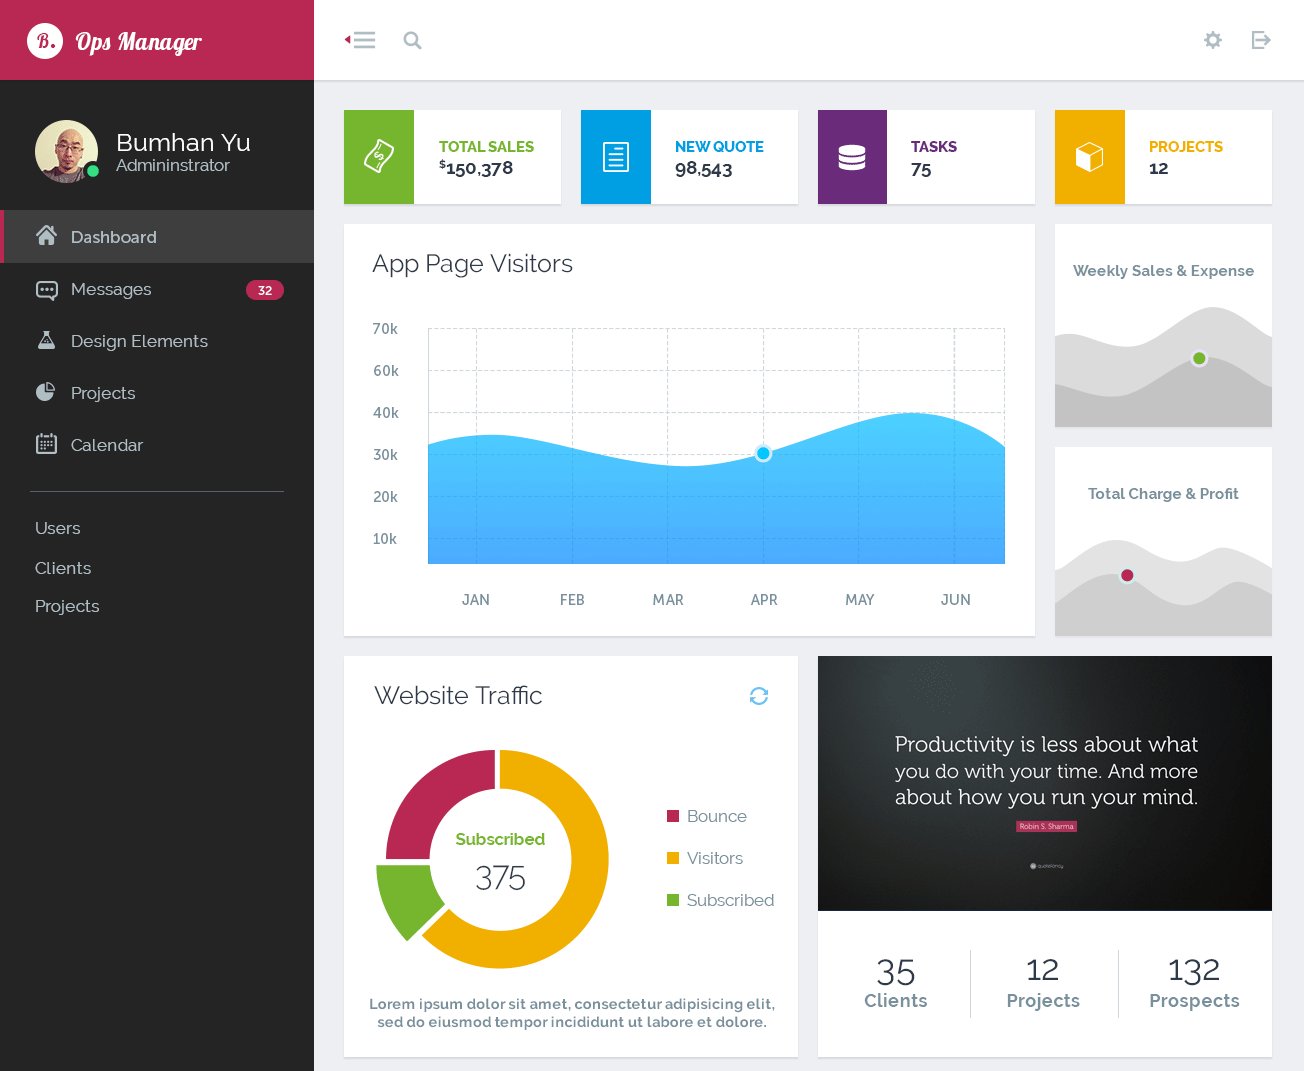 B. Ops Manager
Bumhan Yu
Admininstrator
Dashboard
Messages 32
Design Elements
Projects
Calendar
Users
Clients
Projects
TOTAL SALES
$150,378
NEW QUOTE
98,543
TASKS
75
PROJECTS
12
App Page Visitors
70k
60k
40k
30k
20k
10k
JAN FEB MAR APR MAY JUN
Weekly Sales & Expense
Total Charge & Profit
Website Traffic
Subscribed
375
Bounce
Visitors
Subscribed
Lorem ipsum dolor sit amet, consectetur adipisicing elit,
sed do eiusmod tempor incididunt ut labore et dolore.
Productivity is less about what
you do with your time. And more
about how you run your mind.
Robin S. Sharma
quotefancy
35 12 132
Clients Projects Prospects